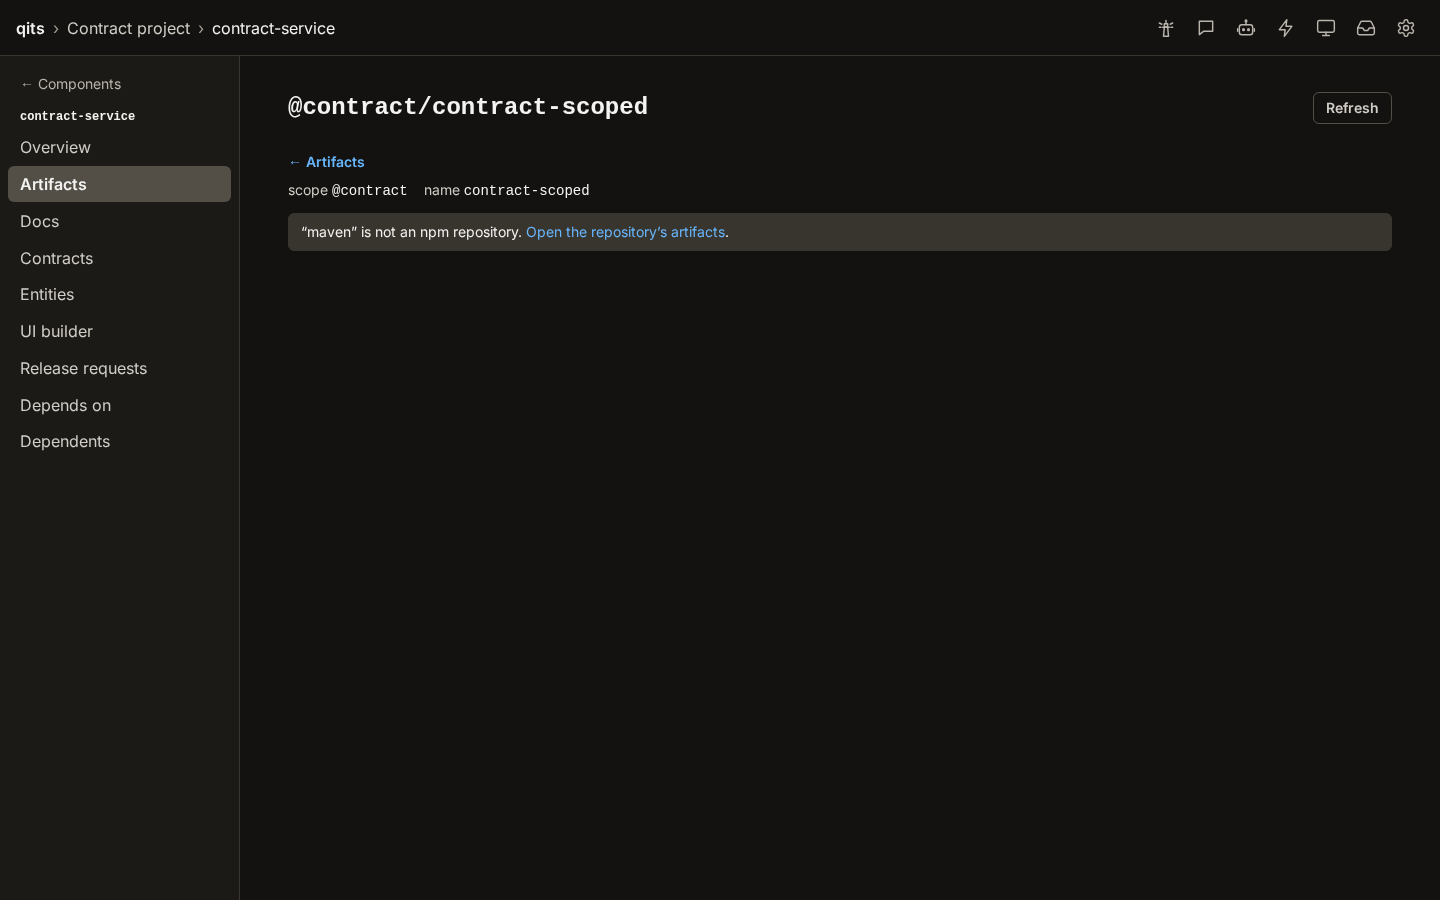 qits › Contract project › contract-service
← Components
contract-service
Overview
Artifacts
Docs
Contracts
Entities
UI builder
Release requests
Depends on
Dependents
@contract/contract-scoped
Refresh
← Artifacts
scope @contract name contract-scoped
“maven” is not an npm repository. Open the repository’s artifacts.